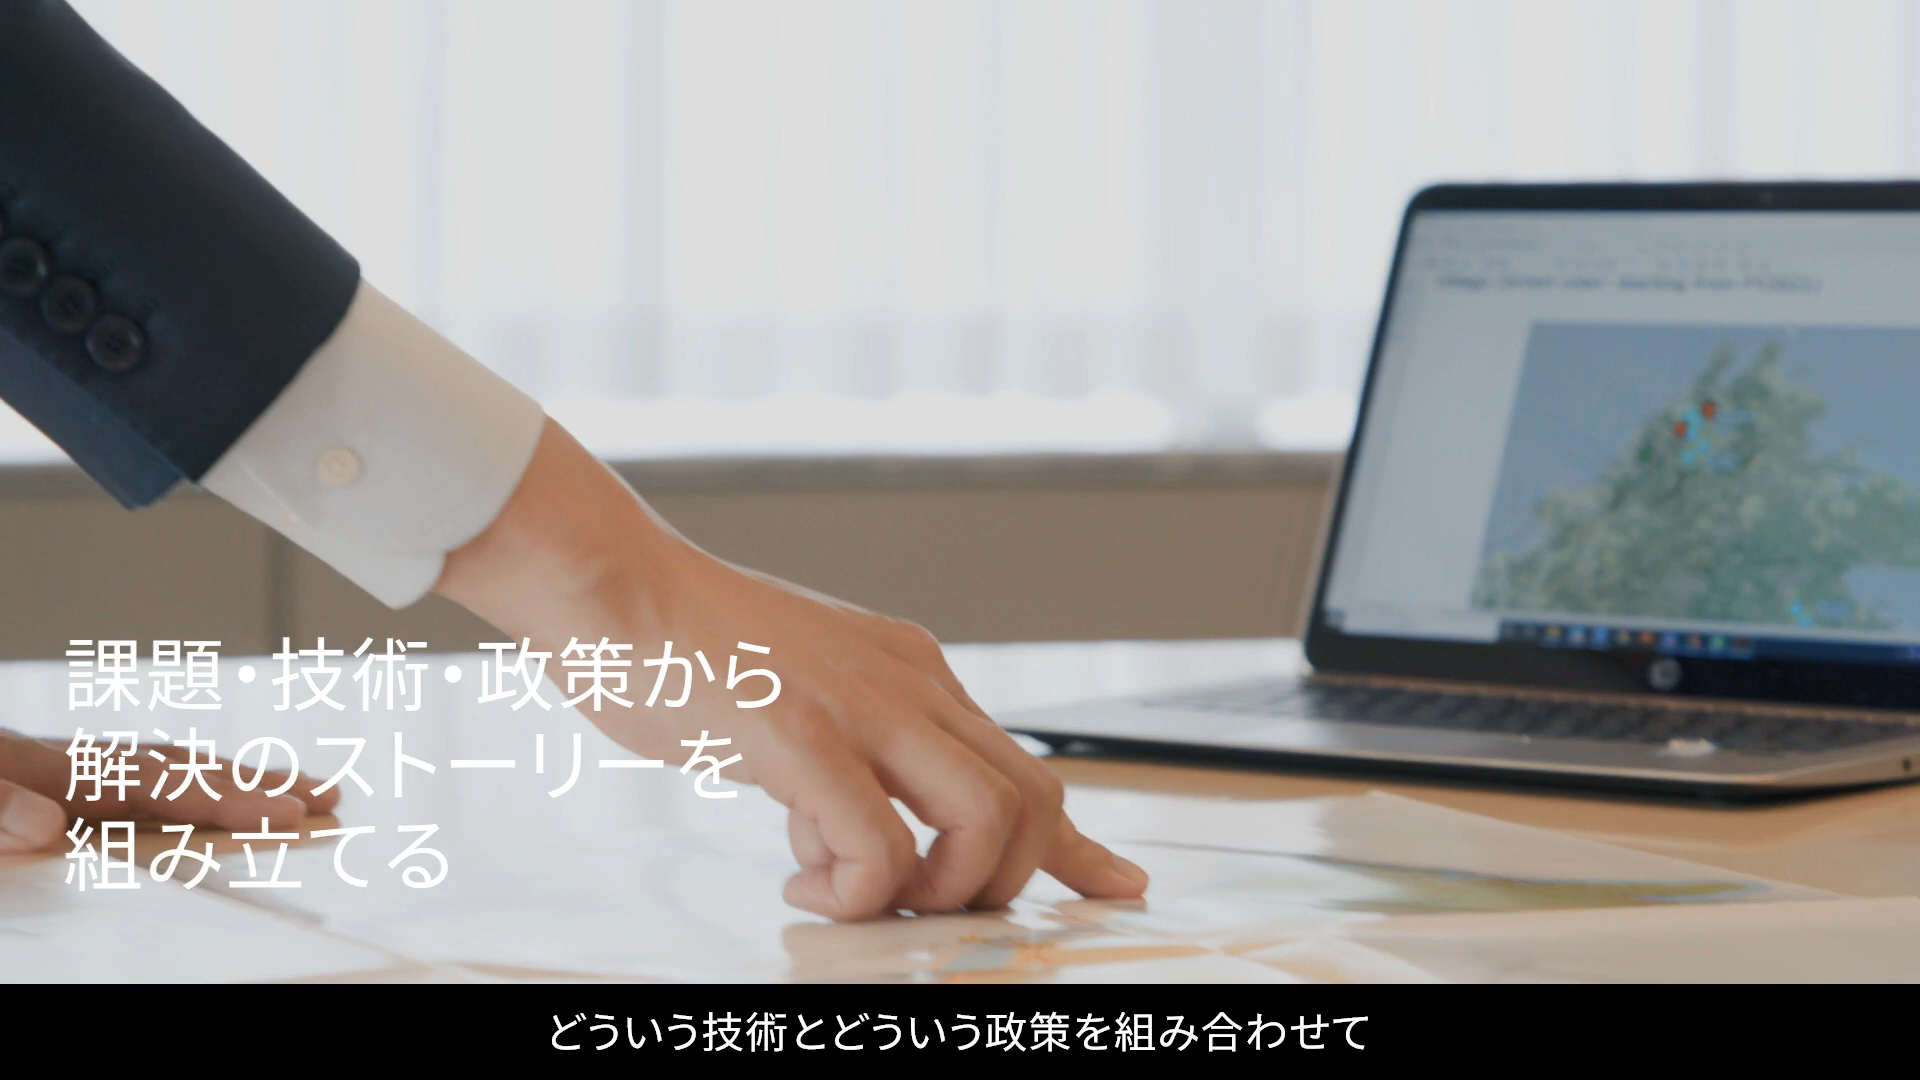 課題・技術・政策から
解決のストーリーを
組み立てる
どういう技術とどういう政策を組み合わせて